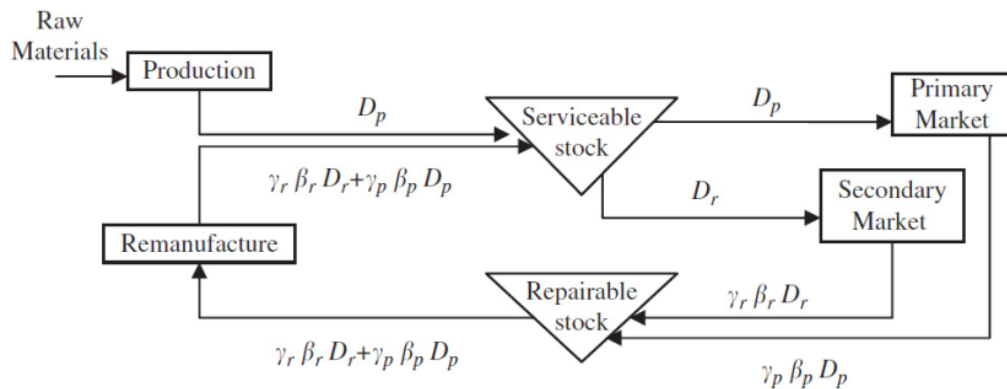 Raw
Materials
Production
D_p
Serviceable
stock
D_p
Primary
Market
γ_r β_r D_r+γ_p β_p D_p
D_r
Secondary
Market
Remanufacture
Repairable
stock
γ_r β_r D_r
γ_r β_r D_r+γ_p β_p D_p
γ_p β_p D_p